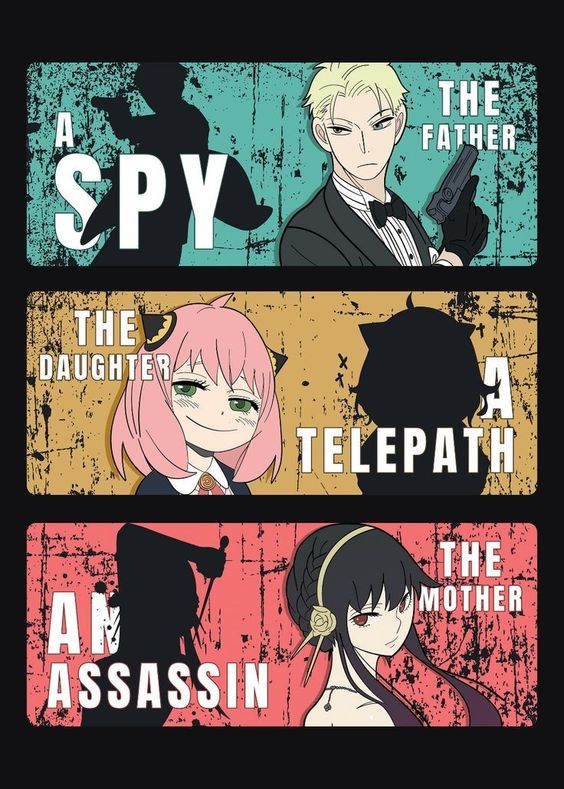 A
SPY
THE
FATHER
THE
DAUGHTER
A
TELEPATH
AN
ASSASSIN
THE
MOTHER